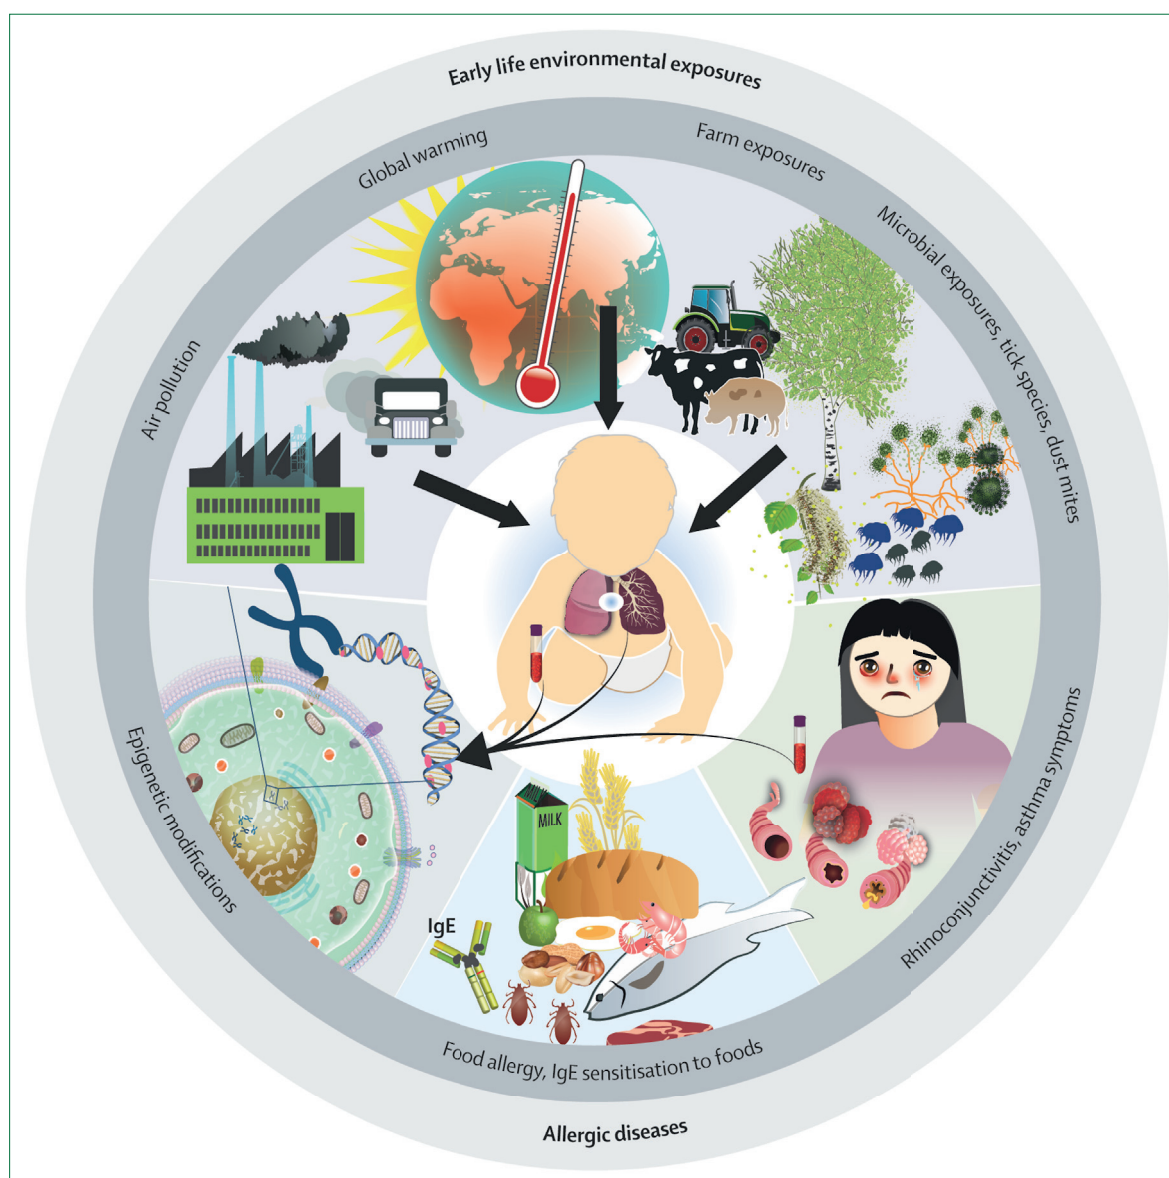 Early life environmental exposures
Global warming
Farm exposures
Air pollution
Microbial exposures, tick species, dust mites
Epigenetic modifications
MILK
IgE
Rhinoconjunctivitis, asthma symptoms
Food allergy, IgE sensitisation to foods
Allergic diseases